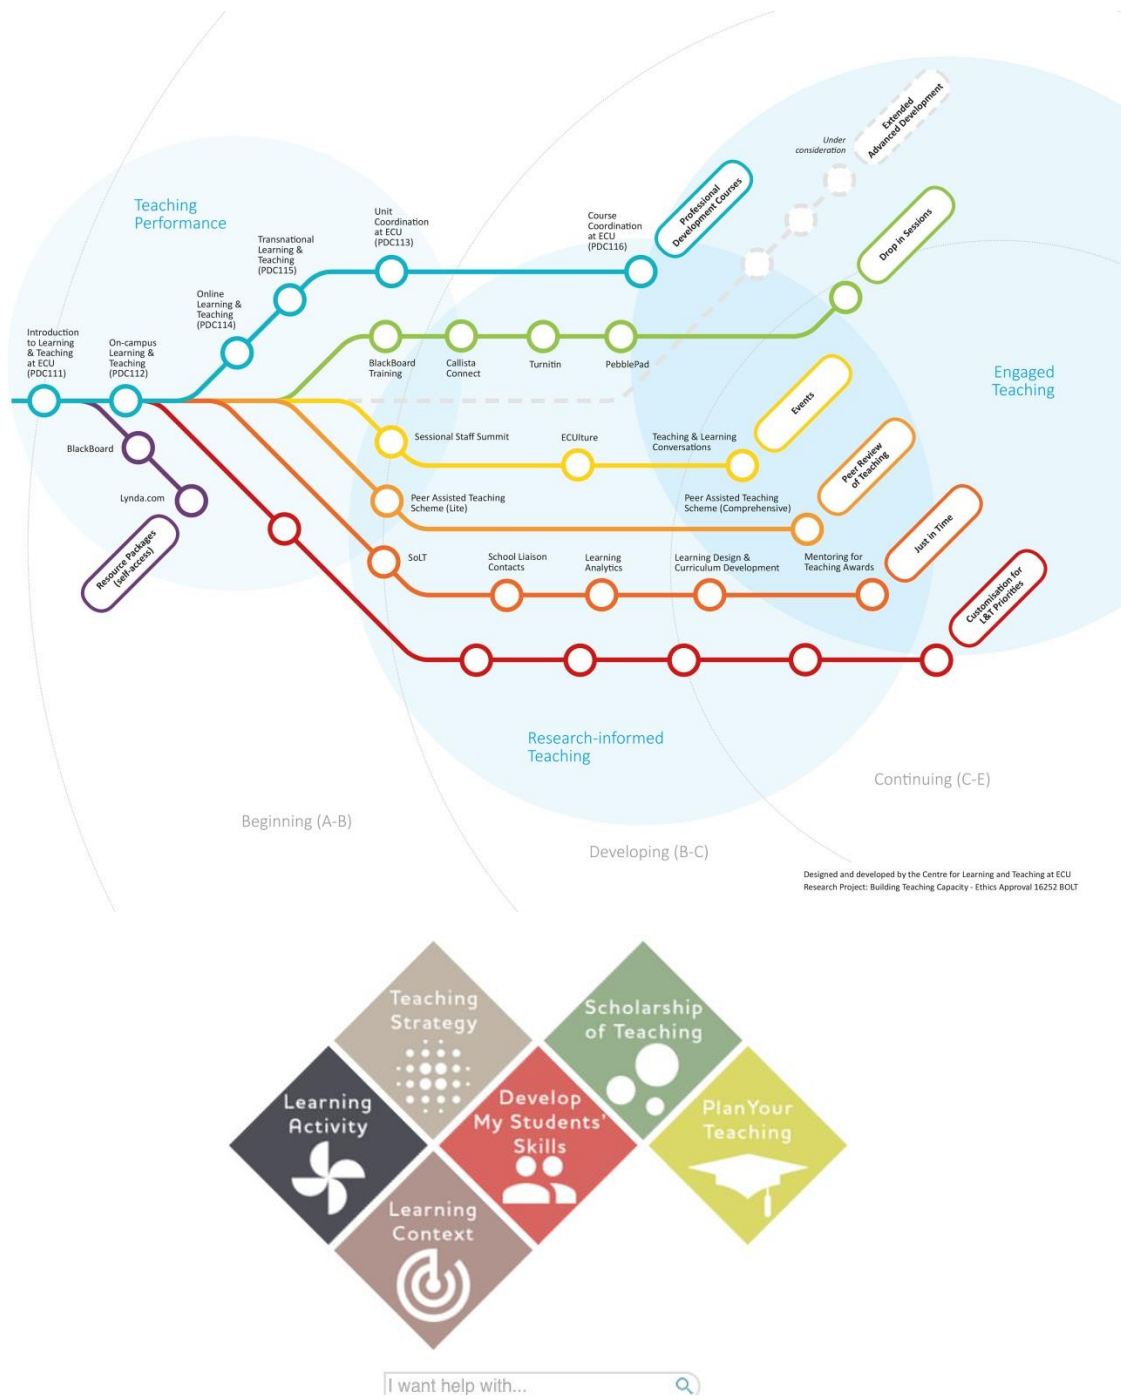 Under
consideration
Extended
Advanced Development
Teaching
Performance
Unit
Coordination
at ECU
(PDC113)
Course
Coordination
at ECU
(PDC116)
Professional
Development Courses
Transnational
Learning &
Teaching
(PDC115)
Drop in Sessions
Online
Learning &
Teaching
(PDC114)
Introduction
to Learning
& Teaching
at ECU
(PDC111)
On-campus
Learning &
Teaching
(PDC112)
BlackBoard
Training
Callista
Connect
Turnitin
PebblePad
Engaged
Teaching
Events
BlackBoard
Sessional Staff Summit
ECUlture
Teaching & Learning
Conversations
Peer Review
of Teaching
Lynda.com
Peer Assisted Teaching
Scheme (Lite)
Peer Assisted Teaching
Scheme (Comprehensive)
Resource Packages
(self-access)
SoLT
School Liaison
Contacts
Learning
Analytics
Learning Design &
Curriculum Development
Mentoring for
Teaching Awards
Just in Time
Customisation for
L&T Priorities
Research-informed
Teaching
Continuing (C-E)
Beginning (A-B)
Developing (B-C)
Designed and developed by the Centre for Learning and Teaching at ECU
Research Project: Building Teaching Capacity - Ethics Approval 16252 BOLT
Teaching
Strategy
Scholarship
of Teaching
Learning
Activity
Develop
My Students'
Skills
Plan Your
Teaching
Learning
Context
I want help with...